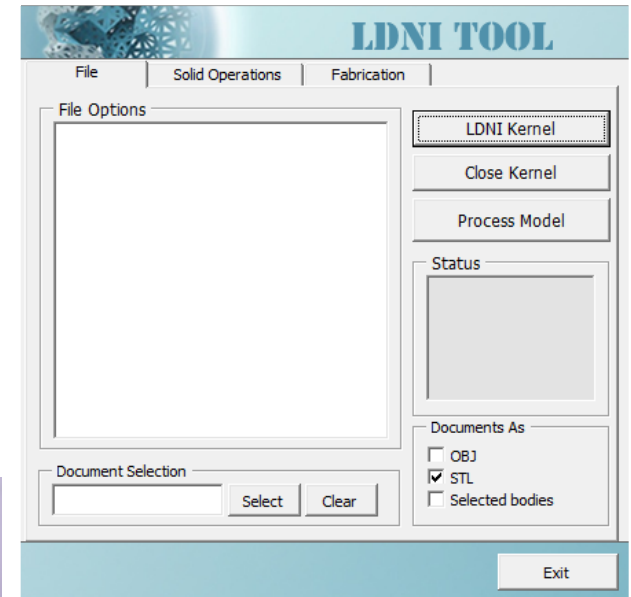 LDNI TOOL
File
Solid Operations
Fabrication
File Options
LDNI Kernel
Close Kernel
Process Model
Status
Documents As
OBJ
STL
Selected bodies
Document Selection
Select
Clear
Exit